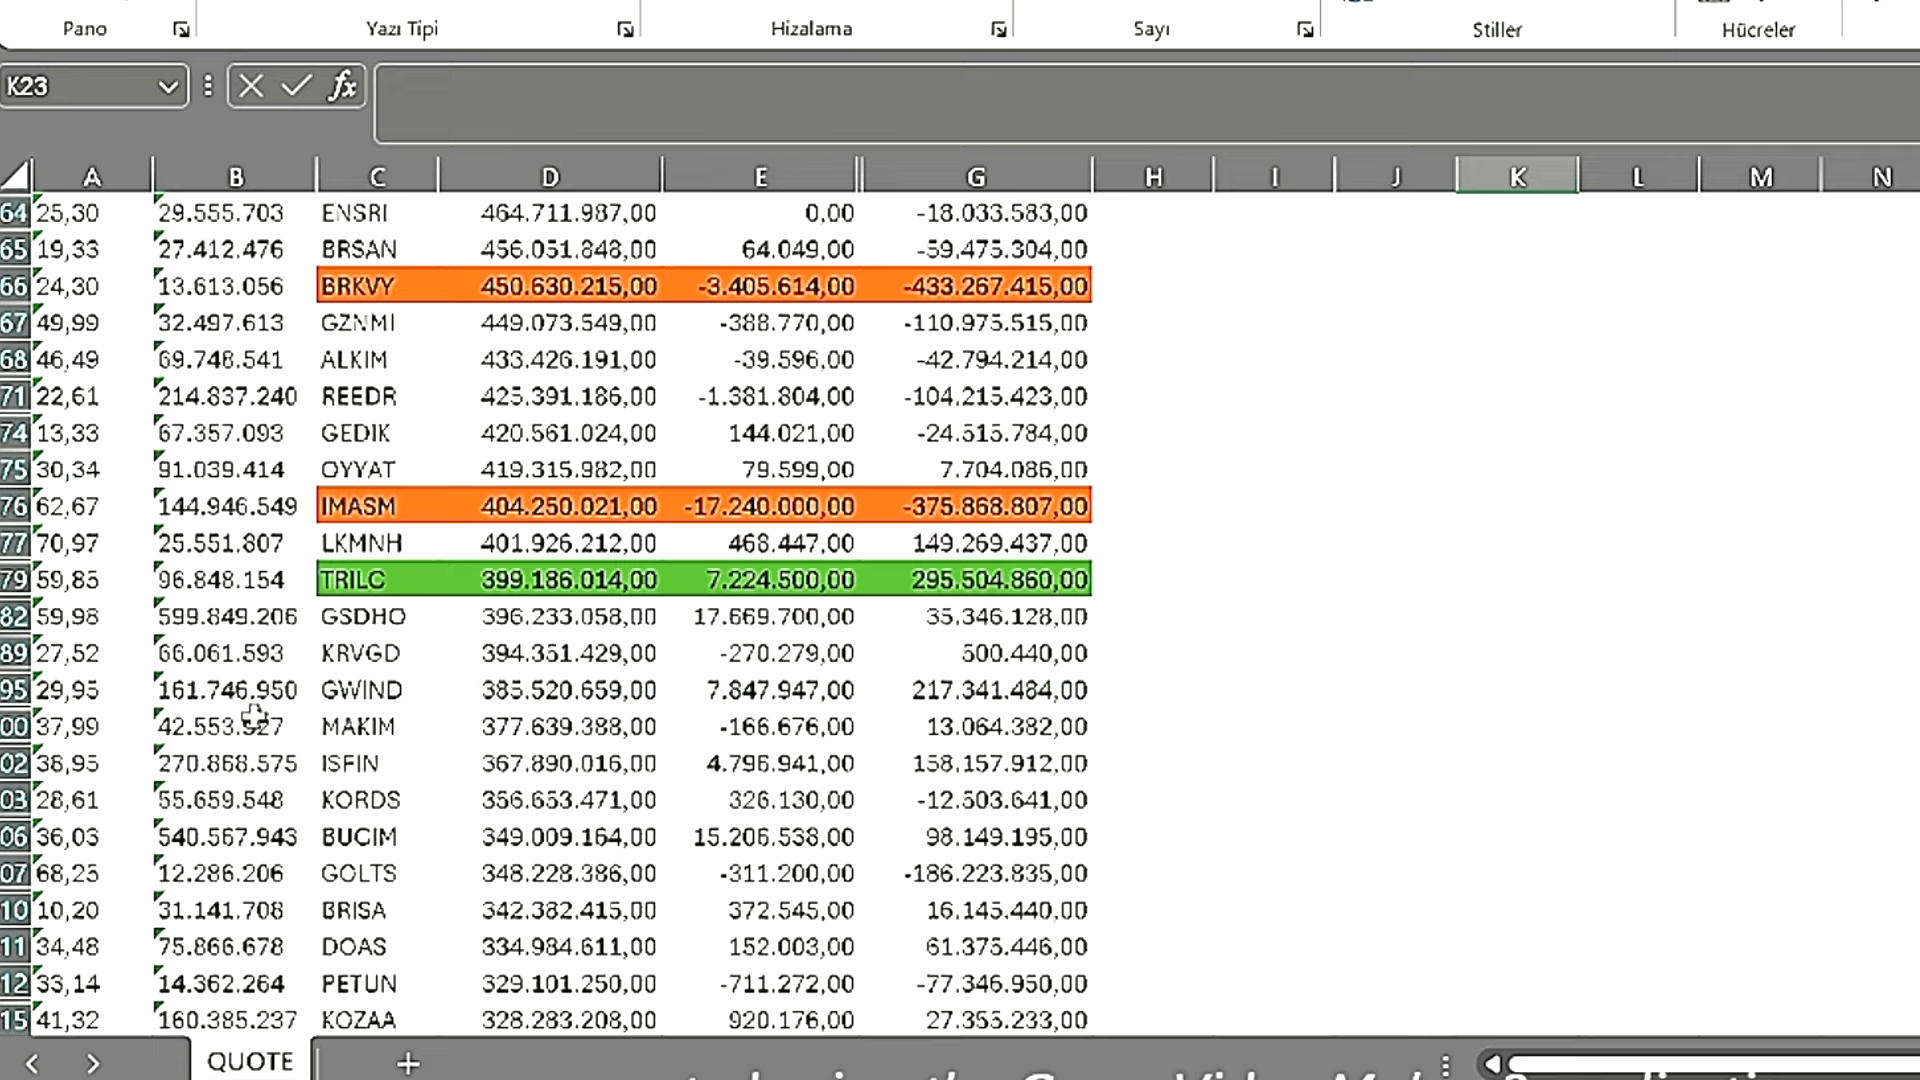 Pano Yazı Tipi Hizalama Sayı Stiller Hücreler
K23 fx
A B C D E G H I J K L M N
64 25,30 29.555.703 ENSRI 464.711.987,00 0,00 -18.033.583,00
65 19,33 27.412.476 BRSAN 456.051.848,00 64.049,00 -59.475.304,00
66 24,30 13.613.056 BRKVY 450.630.215,00 -3.405.614,00 -433.267.415,00
67 49,99 32.497.613 GZNMI 449.073.549,00 -388.770,00 -110.975.515,00
68 46,49 69.748.541 ALKIM 433.426.191,00 -39.596,00 -42.794.214,00
71 22,61 214.837.240 REEDR 425.391.186,00 -1.381.804,00 -104.215.423,00
74 13,33 67.357.093 GEDIK 420.561.024,00 144.021,00 -24.515.784,00
75 30,34 91.039.414 OYYAT 419.315.982,00 79.599,00 7.704.086,00
76 62,67 144.946.549 IMASM 404.250.021,00 -17.240.000,00 -375.868.807,00
77 70,97 25.551.807 LKMNH 401.926.212,00 468.447,00 149.269.437,00
79 59,85 96.848.154 TRILC 399.186.014,00 7.224.500,00 295.504.860,00
82 59,98 599.849.206 GSDHO 396.233.058,00 17.669.700,00 35.346.128,00
89 27,52 66.061.593 KRVGD 394.351.429,00 -270.279,00 500.440,00
95 29,95 161.746.950 GWIND 385.520.659,00 7.847.947,00 217.341.484,00
00 37,99 MAKIM 377.639.388,00 -166.676,00 13.064.382,00
02 38,95 270.868.575 ISFIN 367.890.016,00 4.796.941,00 158.157.912,00
03 28,61 55.659.548 KORDS 356.653.471,00 326.130,00 -12.503.641,00
06 36,03 540.567.943 BUCIM 349.009.164,00 15.206.538,00 98.149.195,00
07 68,25 12.286.206 GOLTS 348.228.386,00 -311.200,00 -186.223.835,00
10 10,20 31.141.708 BRISA 342.382.415,00 372.545,00 16.145.440,00
11 34,48 75.866.678 DOAS 334.984.611,00 152.003,00 61.375.446,00
12 33,14 14.362.264 PETUN 329.101.250,00 -711.272,00 -77.346.950,00
15 41,32 160.385.237 KOZAA 328.283.208,00 920.176,00 27.355.233,00
QUOTE